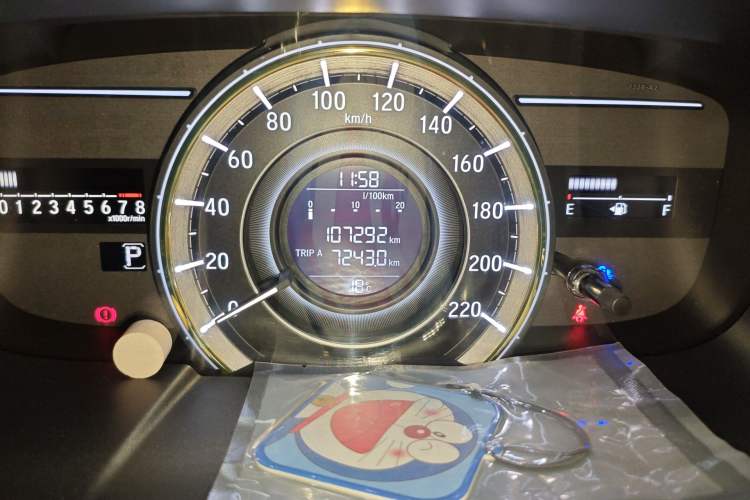 100 120
80 140
km/h
60 160
11:58
l/100km
0 10 20
40 180
107292 km
TRIP A 7243.0 km
20 200
18°c
0 220
0 1 2 3 4 5 6 7 8
x1000r/min
P
E F